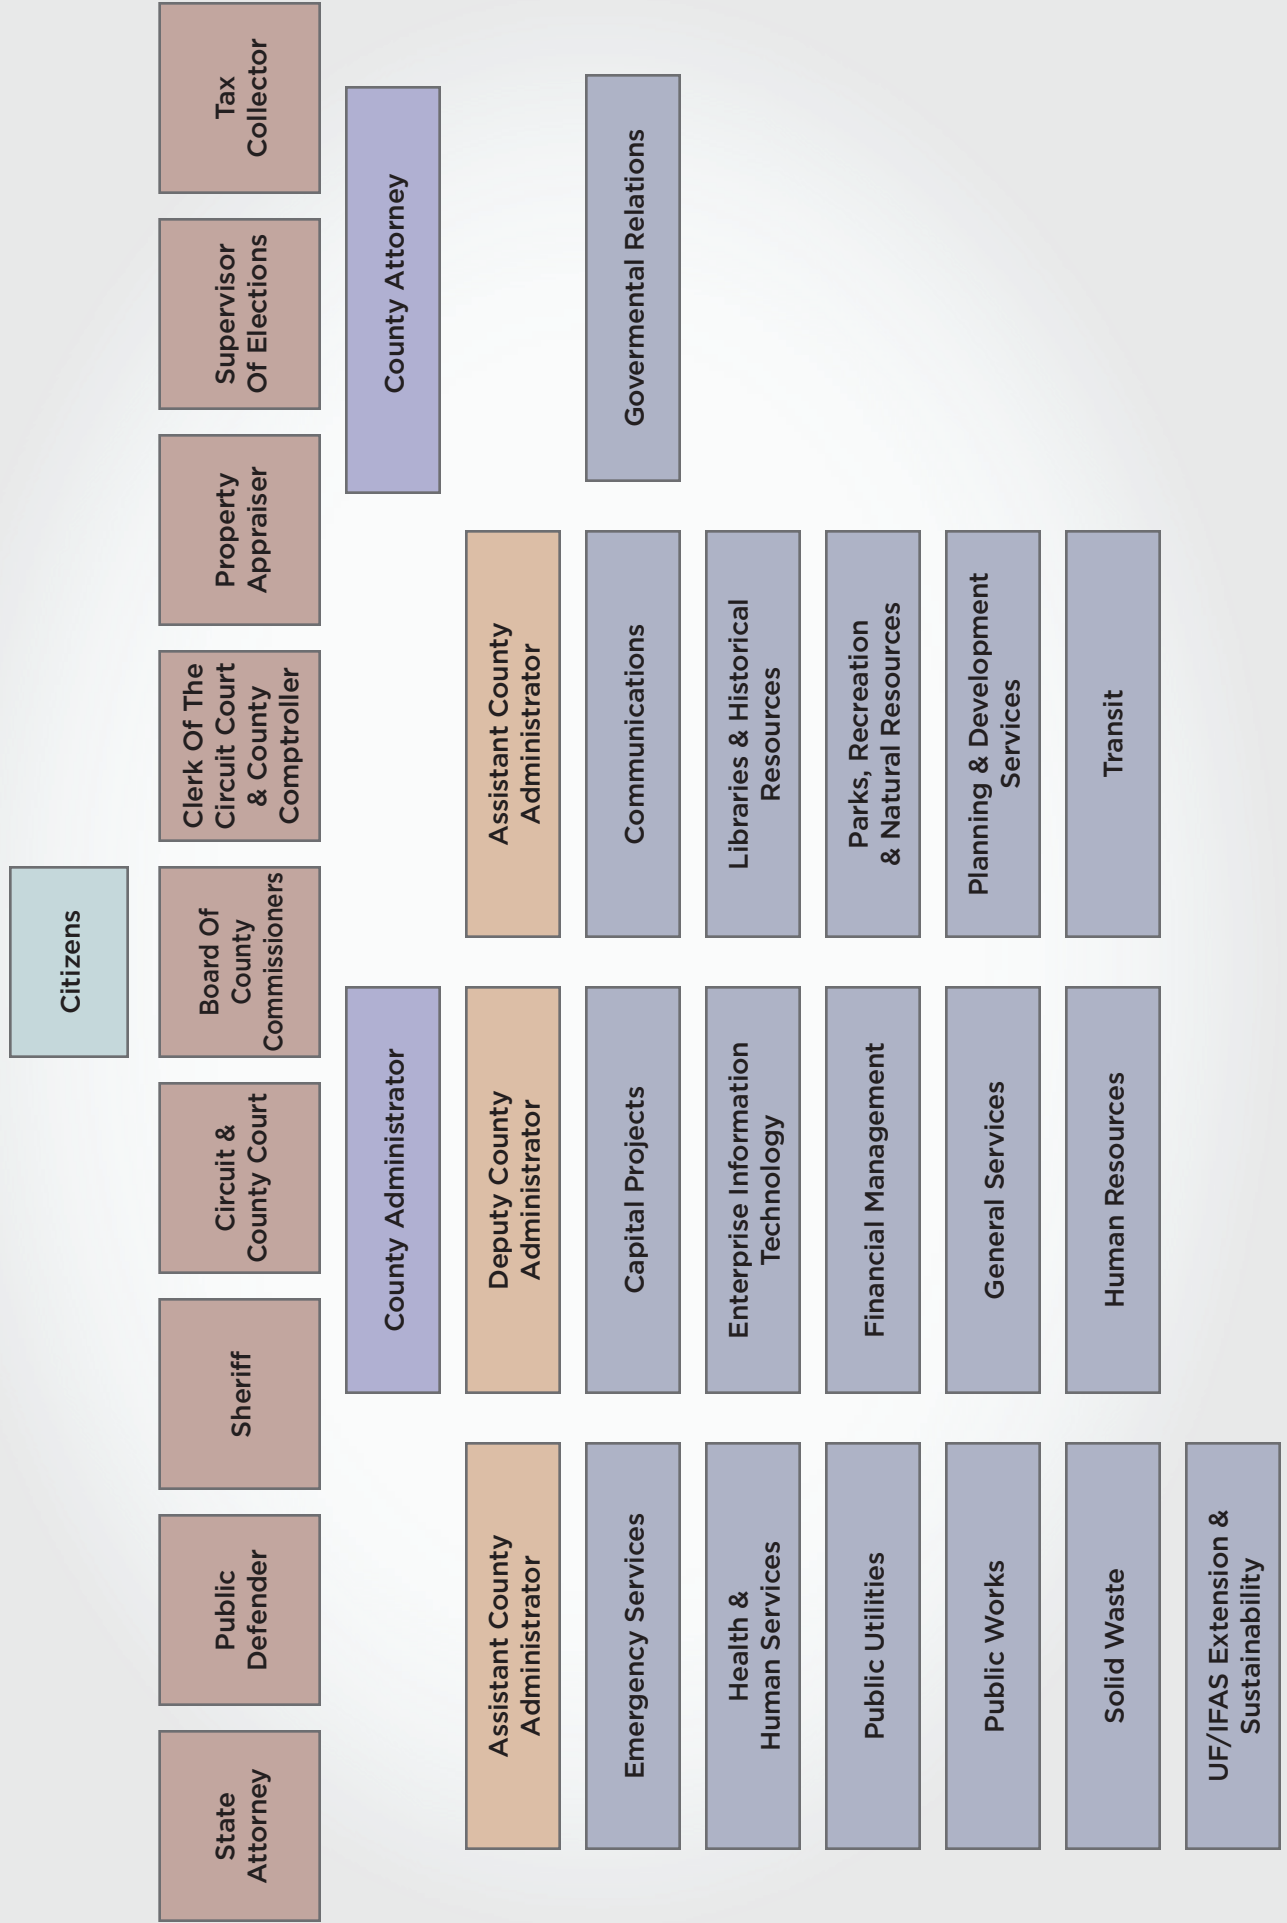 Citizens
State
Attorney
Public
Defender
Sheriff
Circuit &
County Court
Board Of
County
Commissioners
Clerk Of The
Circuit Court
& County
Comptroller
Property
Appraiser
Supervisor
Of Elections
Tax
Collector
County Administrator
County Attorney
Assistant County
Administrator
Deputy County
Administrator
Assistant County
Administrator
Emergency Services
Capital Projects
Communications
Govermental Relations
Health &
Human Services
Enterprise Information
Technology
Libraries & Historical
Resources
Public Utilities
Financial Management
Parks, Recreation
& Natural Resources
Public Works
General Services
Planning & Development
Services
Solid Waste
Human Resources
Transit
UF/IFAS Extension &
Sustainability